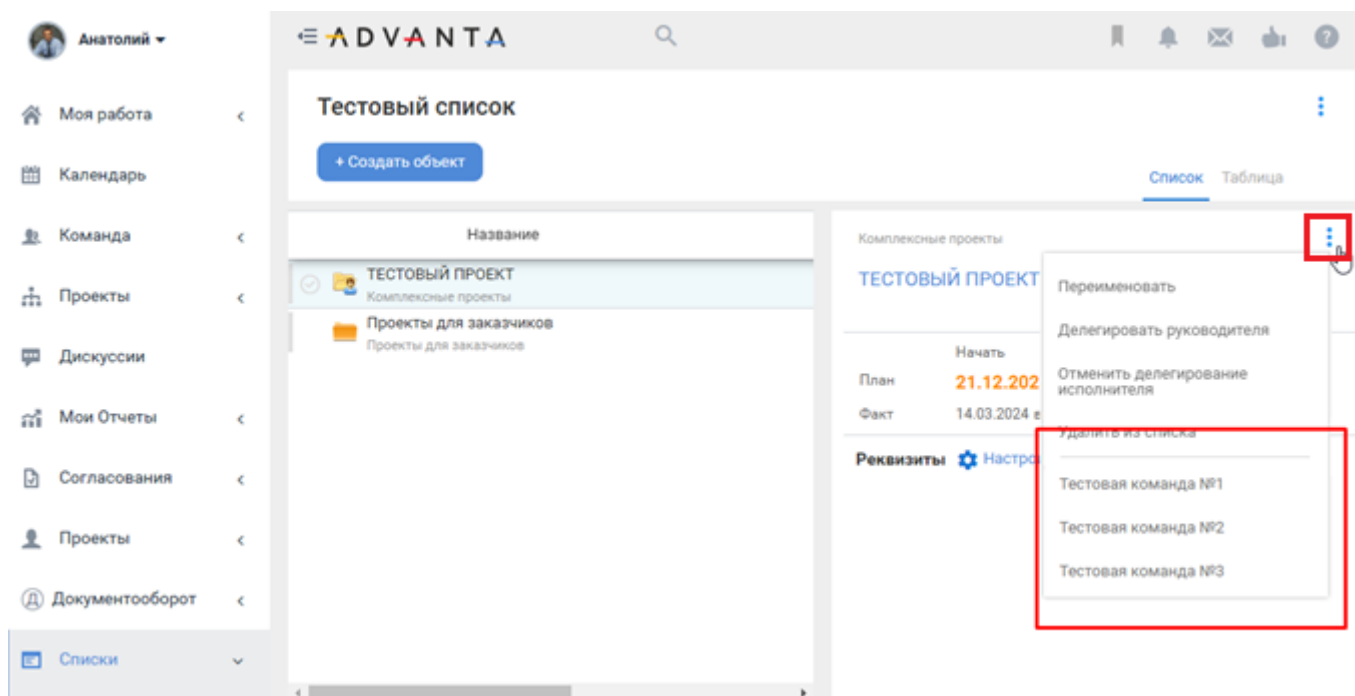 Анатолий
ADVANTA
Моя работа
Календарь
Команда
Проекты
Дискуссии
Мои Отчеты
Согласования
Проекты
Документооборот
Списки
Тестовый список
+ Создать объект
Список Таблица
Название
ТЕСТОВЫЙ ПРОЕКТ
Комплексные проекты
Проекты для заказчиков
Проекты для заказчиков
Комплексные проекты
ТЕСТОВЫЙ ПРОЕКТ
Начать
План 21.12.202
Факт 14.03.2024 в
Реквизиты Настро
Переименовать
Делегировать руководителя
Отменить делегирование
исполнителя
Удалить из списка
Тестовая команда №1
Тестовая команда №2
Тестовая команда №3